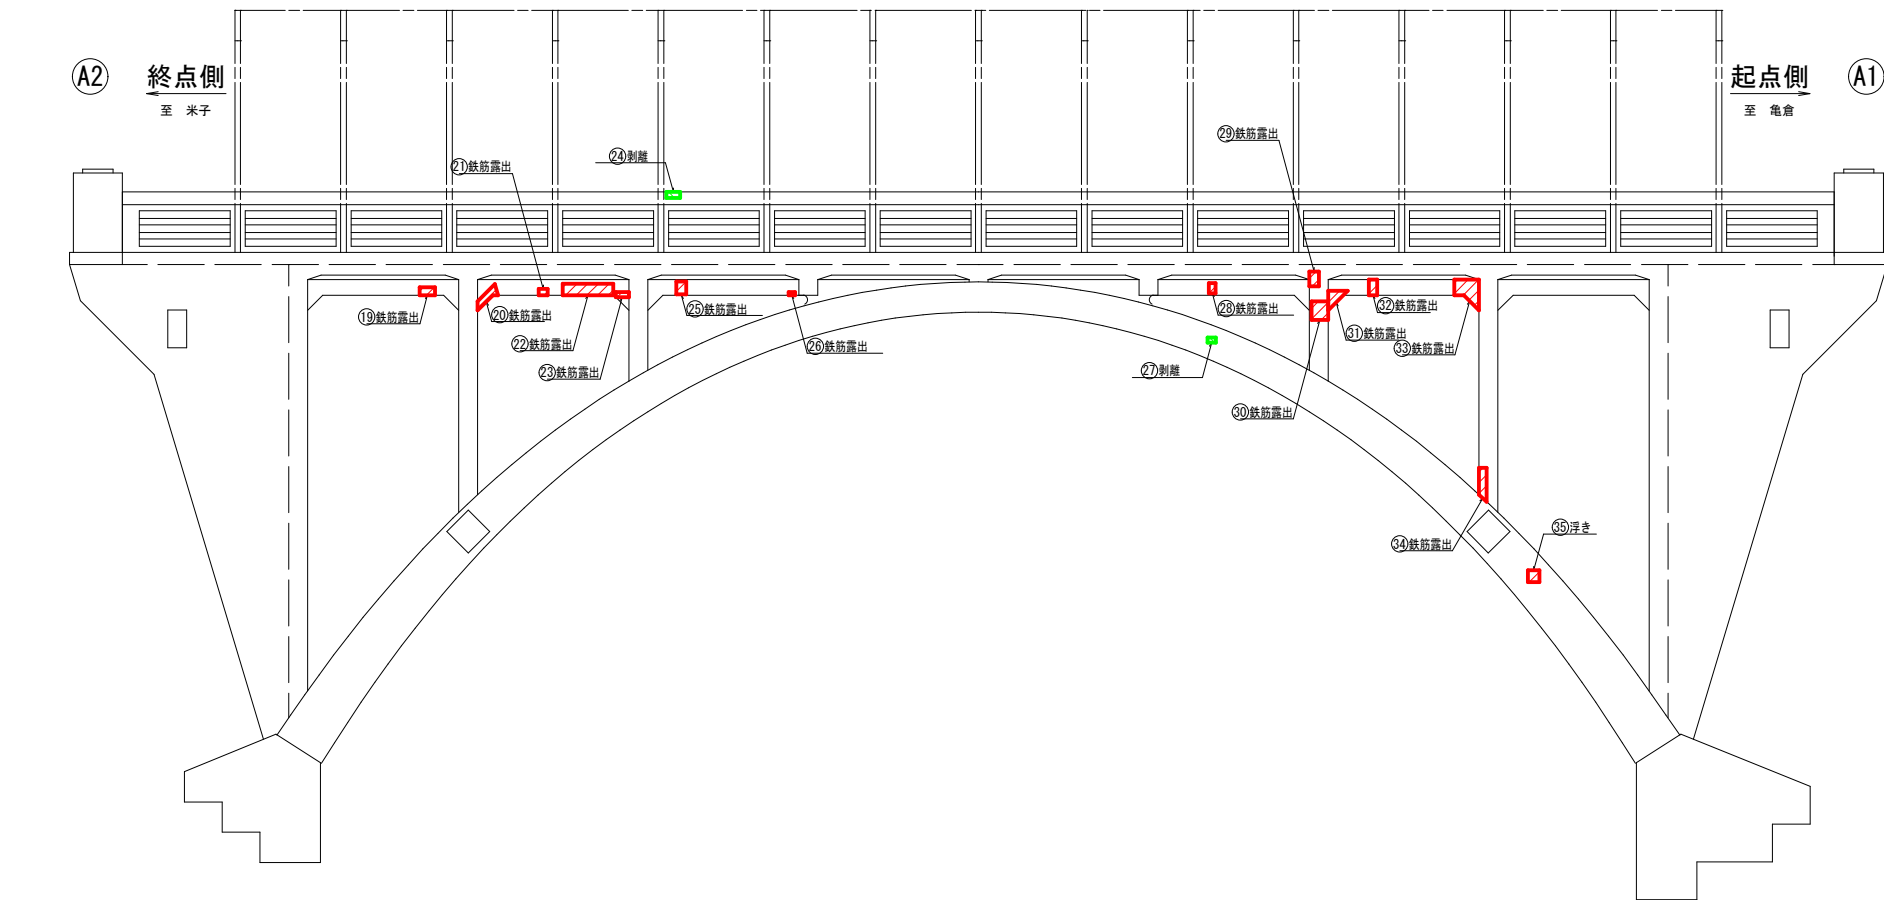 A2
終点側
至 米子
起点側
至 亀倉
A1
㉙鉄筋露出
㉔剥離
㉑鉄筋露出
⑲鉄筋露出
⑳鉄筋露出
㉕鉄筋露出
㉘鉄筋露出
㉜鉄筋露出
㉒鉄筋露出
㉖鉄筋露出
㉛鉄筋露出
㉝鉄筋露出
㉓鉄筋露出
㉗剥離
㉚鉄筋露出
㉟浮き
㉞鉄筋露出